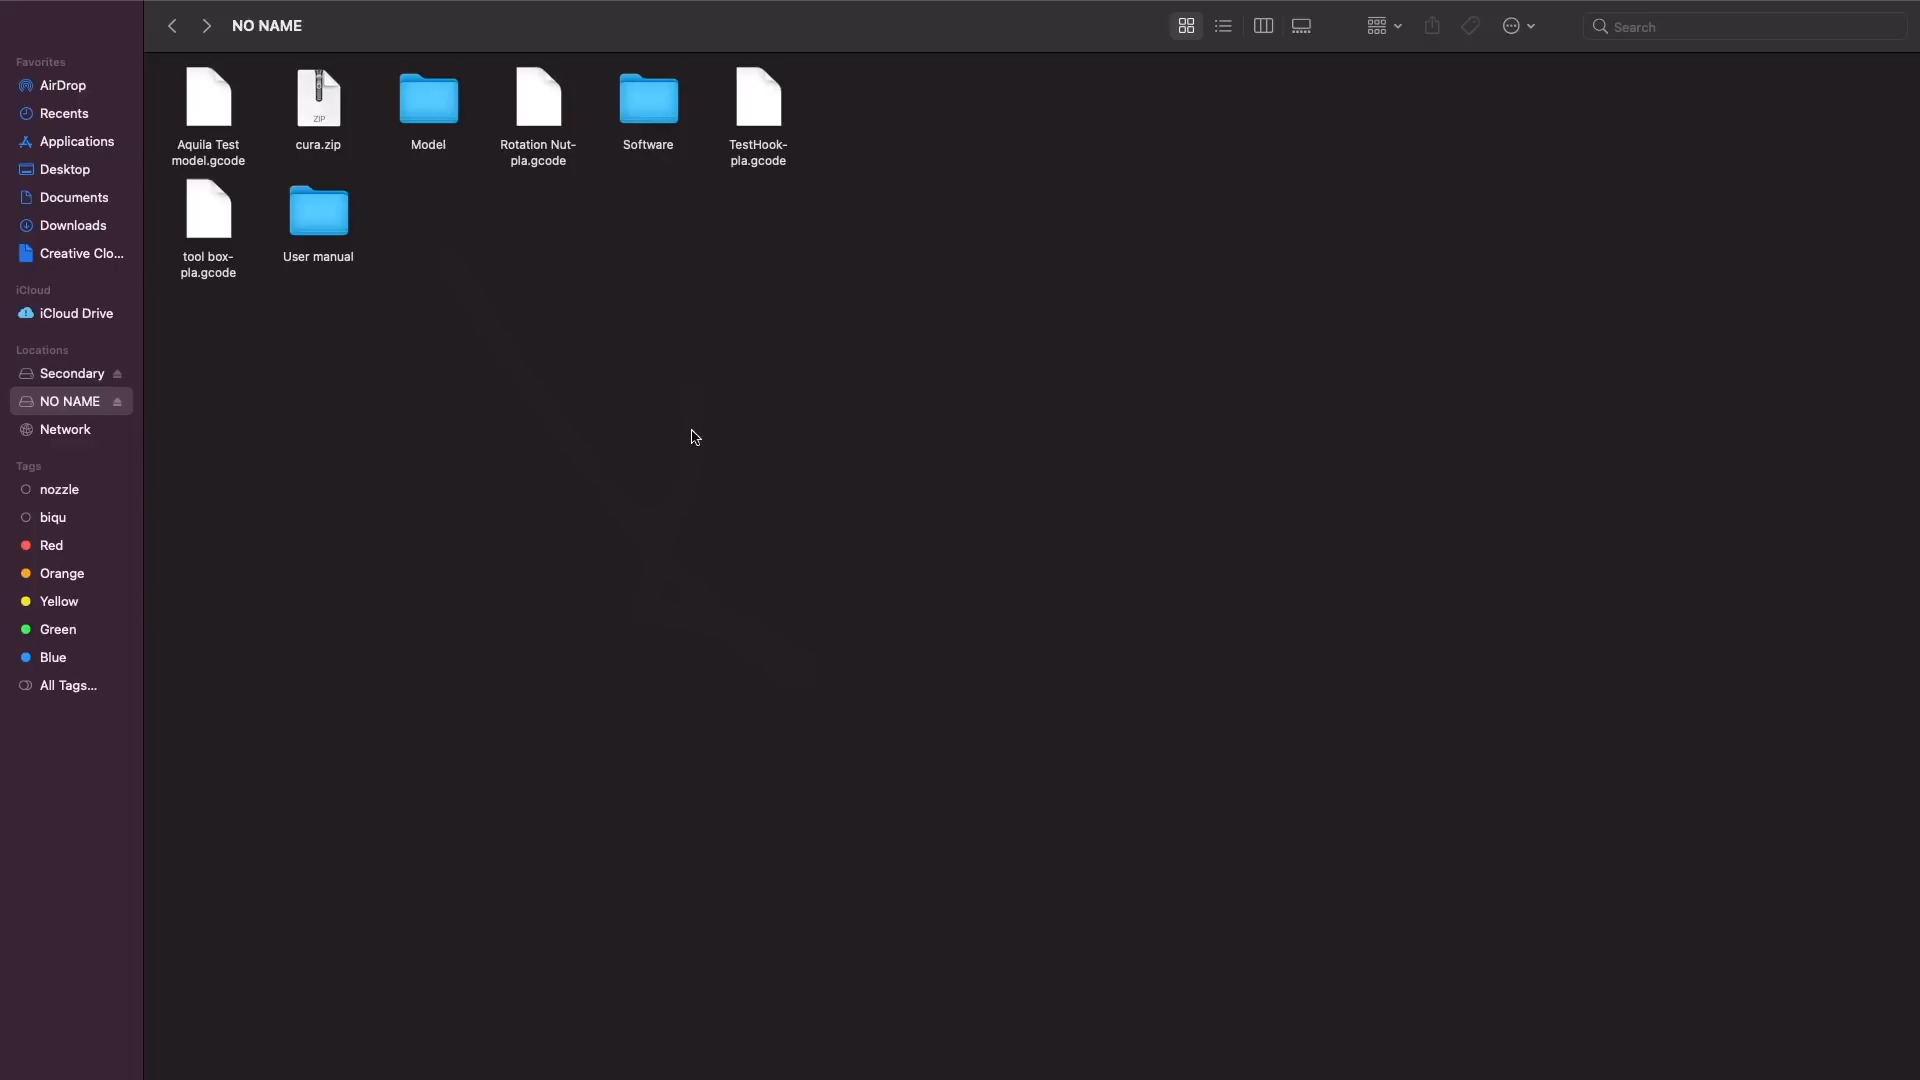 NO NAME
Search
Favorites
AirDrop
Recents
Applications
Desktop
Documents
Downloads
Creative Clo...
iCloud
iCloud Drive
Locations
Secondary
NO NAME
Network
Tags
nozzle
biqu
Red
Orange
Yellow
Green
Blue
All Tags...
Aquila Test
model.gcode
ZIP
cura.zip
Model
Rotation Nut-
pla.gcode
Software
TestHook-
pla.gcode
tool box-
pla.gcode
User manual